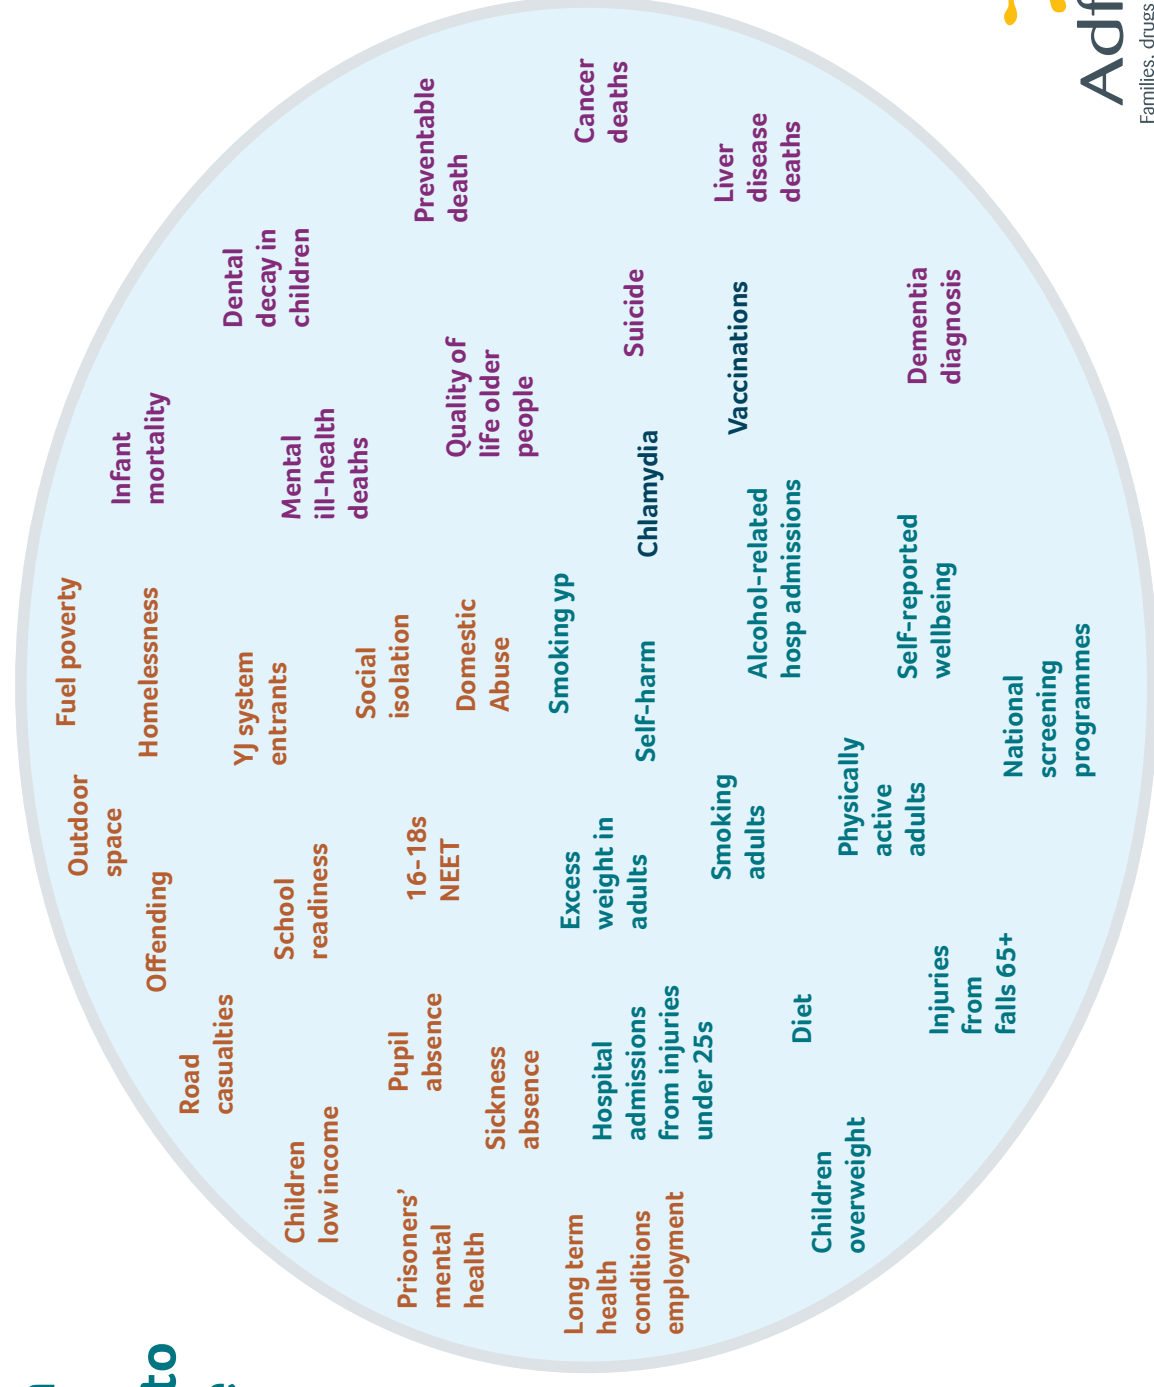 to
Fuel poverty
Outdoor
space
Infant
mortality
Homelessness
Offending
Road
casualties
Dental
decay in
children
YJ system
entrants
School
readiness
Mental
ill-health
deaths
Children
low income
Social
isolation
Pupil
absence
Prisoners’
mental
health
16-18s
NEET
Preventable
death
Quality of
life older
people
Domestic
Abuse
Sickness
absence
Smoking yp
Excess
weight in
adults
Long term
health
conditions
employment
Cancer
deaths
Hospital
admissions
from injuries
under 25s
Suicide
Self-harm
Chlamydia
Smoking
adults
Liver
disease
deaths
Vaccinations
Alcohol-related
hosp admissions
Diet
Children
overweight
Physically
active
adults
Self-reported
wellbeing
Dementia
diagnosis
Injuries
from
falls 65+
National
screening
programmes
Adf
Families, drugs